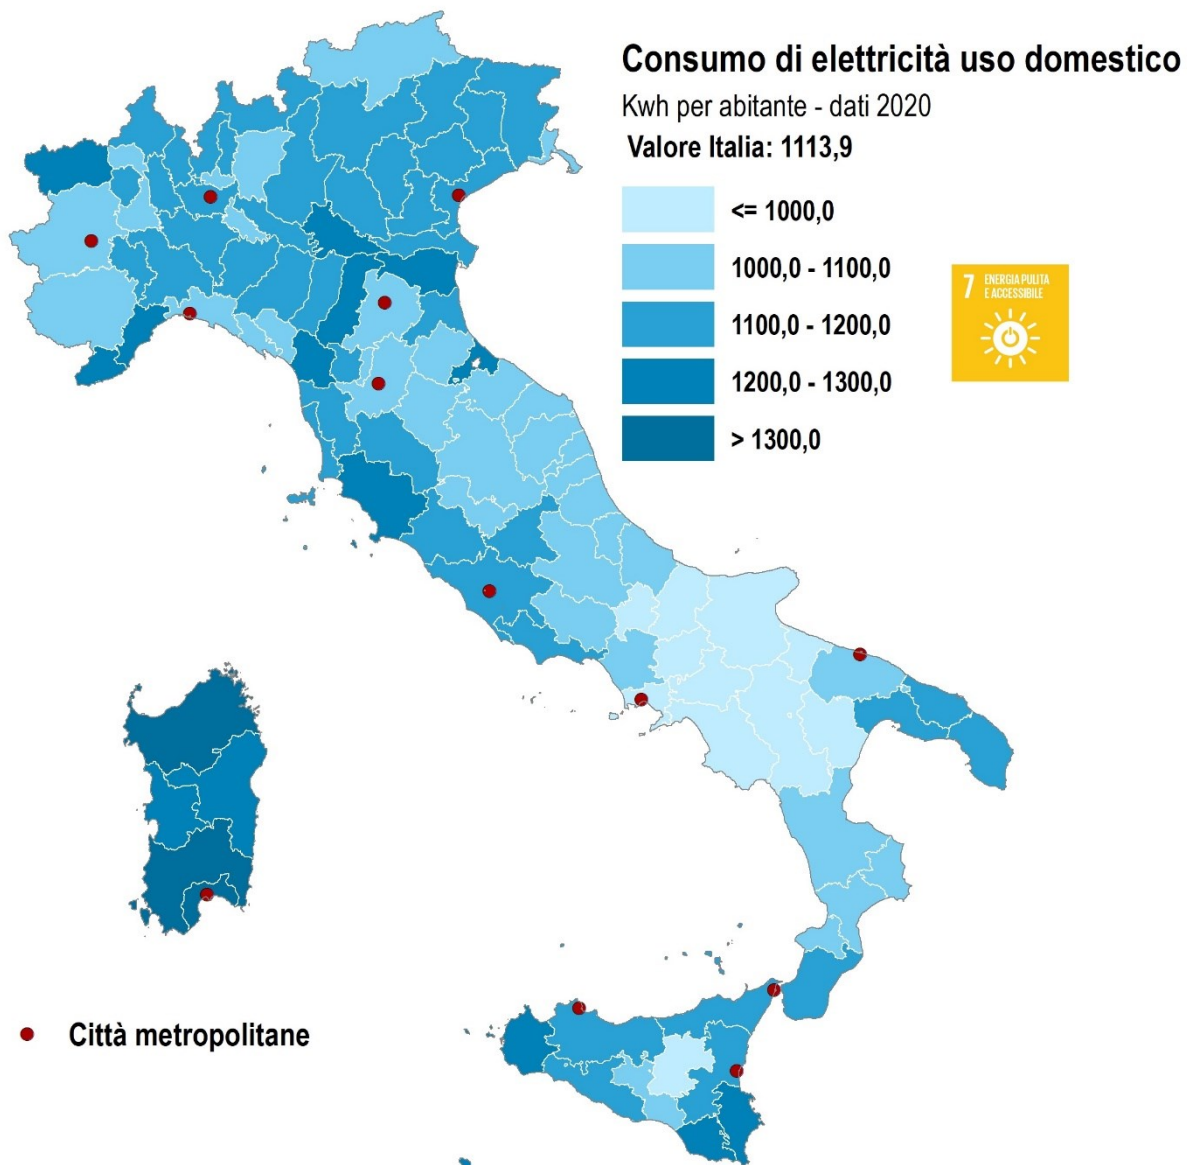 Consumo di elettricità uso domestico
Kwh per abitante - dati 2020
Valore Italia: 1113,9
<= 1000,0
1000,0 - 1100,0
1100,0 - 1200,0
1200,0 - 1300,0
> 1300,0
7 ENERGIA PULITA
E ACCESSIBILE
Città metropolitane